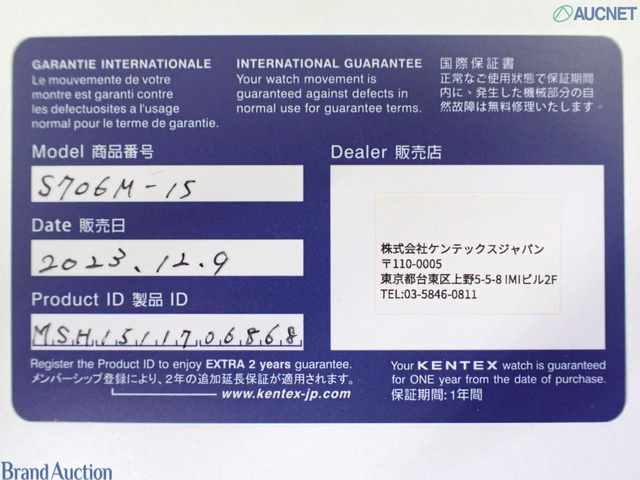 AUCNET
GARANTIE INTERNATIONALE
Le mouvemente de votre
montre est garanti contre
les defectuosites a l'usage
normal pour le terme de garantie.
INTERNATIONAL GUARANTEE
Your watch movement is
guaranteed against defects in
normal use for guarantee terms.
国際保証書
正常なご使用状態で保証期間
内に、発生した機械部分の自
然故障は無料修理いたします。
Model 商品番号
S706M-15
Date 販売日
2023.12.9
Product ID 製品 ID
MSH1511706868
Dealer 販売店
株式会社ケンテックスジャパン
〒110-0005
東京都台東区上野5-5-8 IMIビル2F
TEL:03-5846-0811
Register the Product ID to enjoy EXTRA 2 years guarantee.
メンバーシップ登録により、2年の追加延長保証が適用されます。
www.kentex-jp.com
Your KENTEX watch is guaranteed
for ONE year from the date of purchase.
保証期間: 1年間
Brand Auction